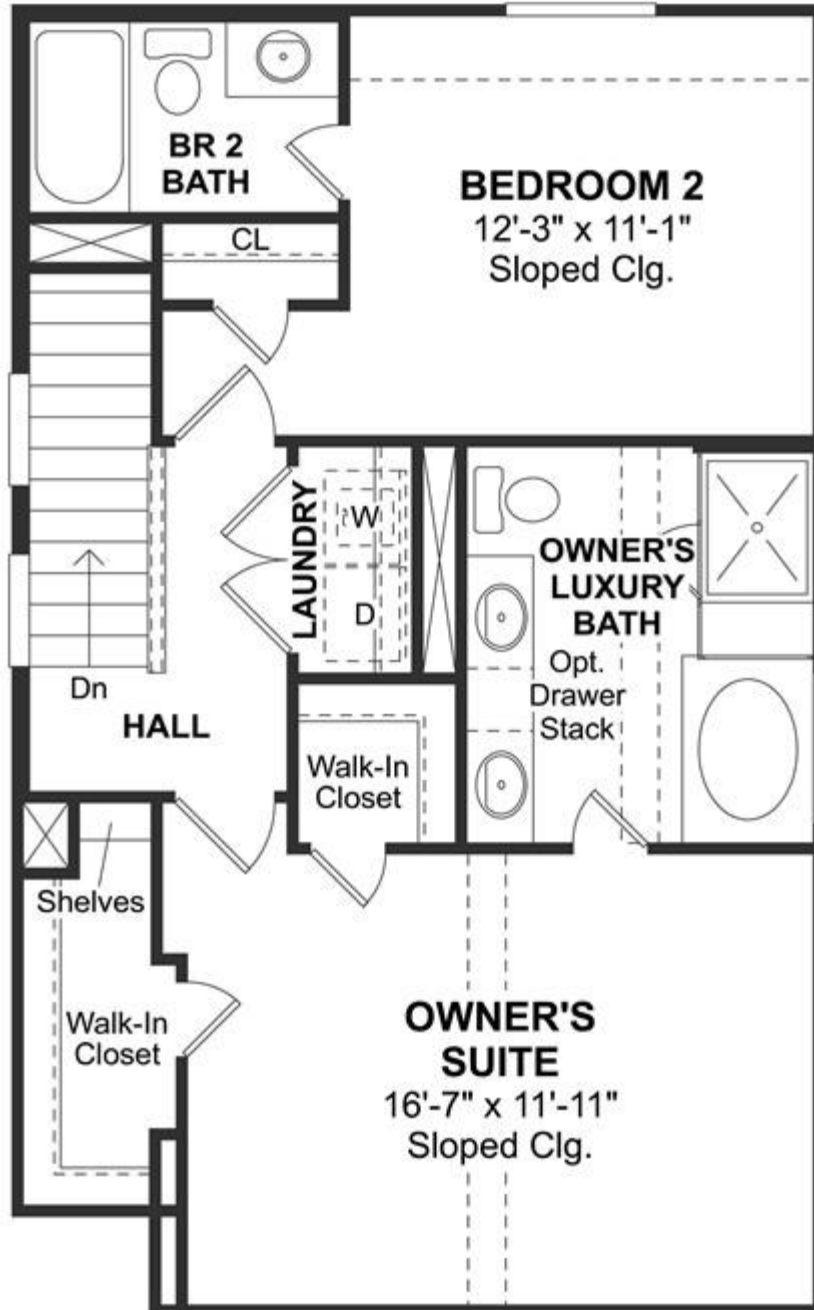 BR 2
BATH
CL
BEDROOM 2
12'-3" x 11'-1"
Sloped Clg.
LAUNDRY
W
D
OWNER'S
LUXURY
BATH
Opt.
Drawer
Stack
Dn
HALL
Walk-In
Closet
Shelves
Walk-In
Closet
OWNER'S
SUITE
16'-7" x 11'-11"
Sloped Clg.